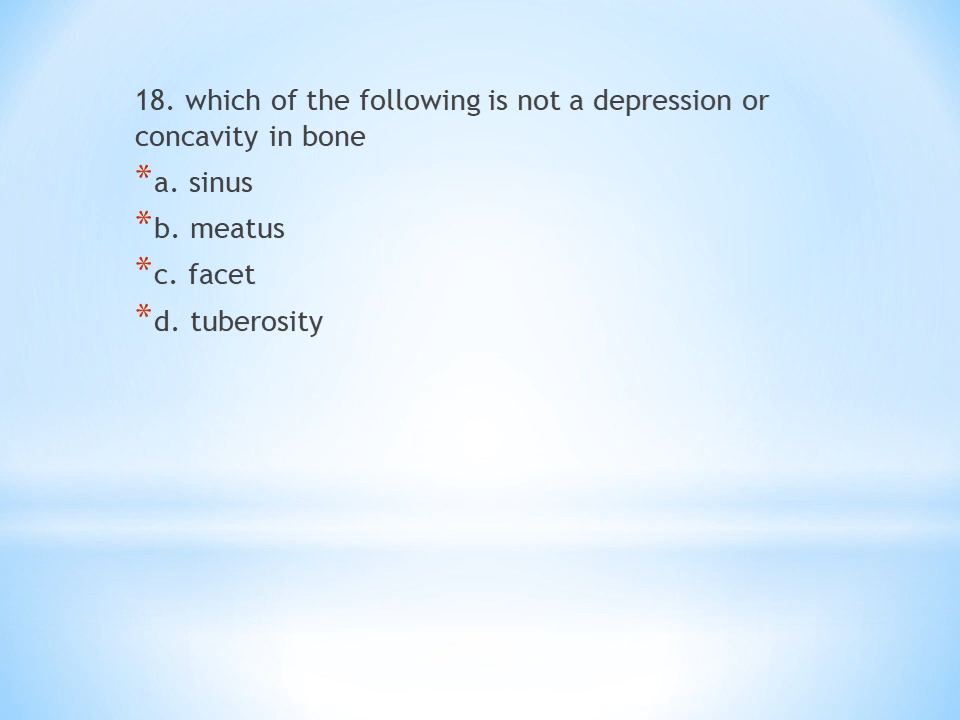 18. which of the following is not a depression or
concavity in bone
* a. sinus
* b. meatus
* c. facet
* d. tuberosity